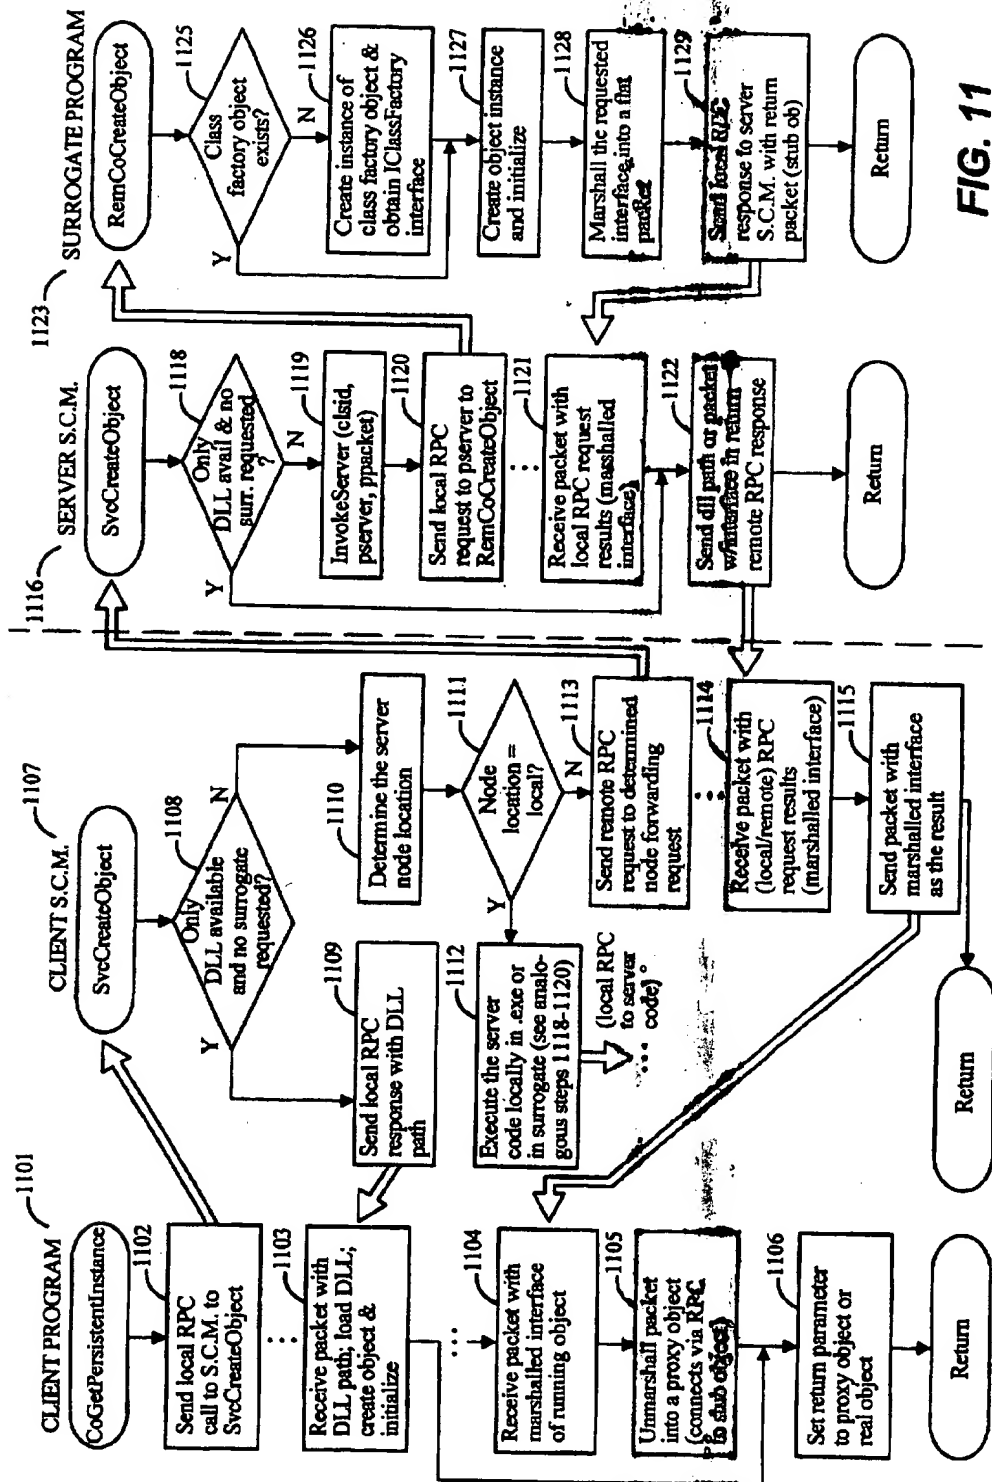 CLIENT PROGRAM
1101
CoGetPersistentInstance
1102
Send local RPC
call to S.C.M. to
SvcCreateObject
1103
Receive packet with
DLL path; load DLL;
create object &
initialize
1104
Receive packet with
marshalled interface
of running object
1105
Unmarshall packet
into a proxy object
(connects via RPC
to stub object)
1106
Set return parameter
to proxy object or
real object
Return
CLIENT S.C.M.
1107
SvcCreateObject
1108
Only
DLL available
and no surrogate
requested?
Y
N
1109
Send local RPC
response with DLL
path
1110
Determine the server
node location
1111
Node
location =
local?
Y
N
1112
Execute the server
code locally in .exe or
in surrogate (see analo-
gous steps 1118-1120)
(local RPC
to server
code)
1113
Send remote RPC
request to determined
node forwarding
request
1114
Receive packet with
(local/remote) RPC
request results
(marshalled interface)
1115
Send packet with
marshalled interface
as the result
Return
1116
SERVER S.C.M.
SvcCreateObject
1118
Only
DLL avail & no
surr. requested
?
Y
N
1119
InvokeServer (clsid,
pserver, ppacket)
1120
Send local RPC
request to pserver to
RemCoCreateObject
1121
Receive packet with
local RPC request
results (marshalled
interface)
1122
Send dll path or packet
w/interface in return
remote RPC response
Return
1123
SURROGATE PROGRAM
RemCoCreateObject
1125
Class
factory object
exists?
Y
N
1126
Create instance of
class factory object &
obtain IClassFactory
interface
1127
Create object instance
and initialize
1128
Marshall the requested
interface into a flat
packet
1129
Send local RPC
response to server
S.C.M. with return
packet (stub ob)
Return
FIG. 11